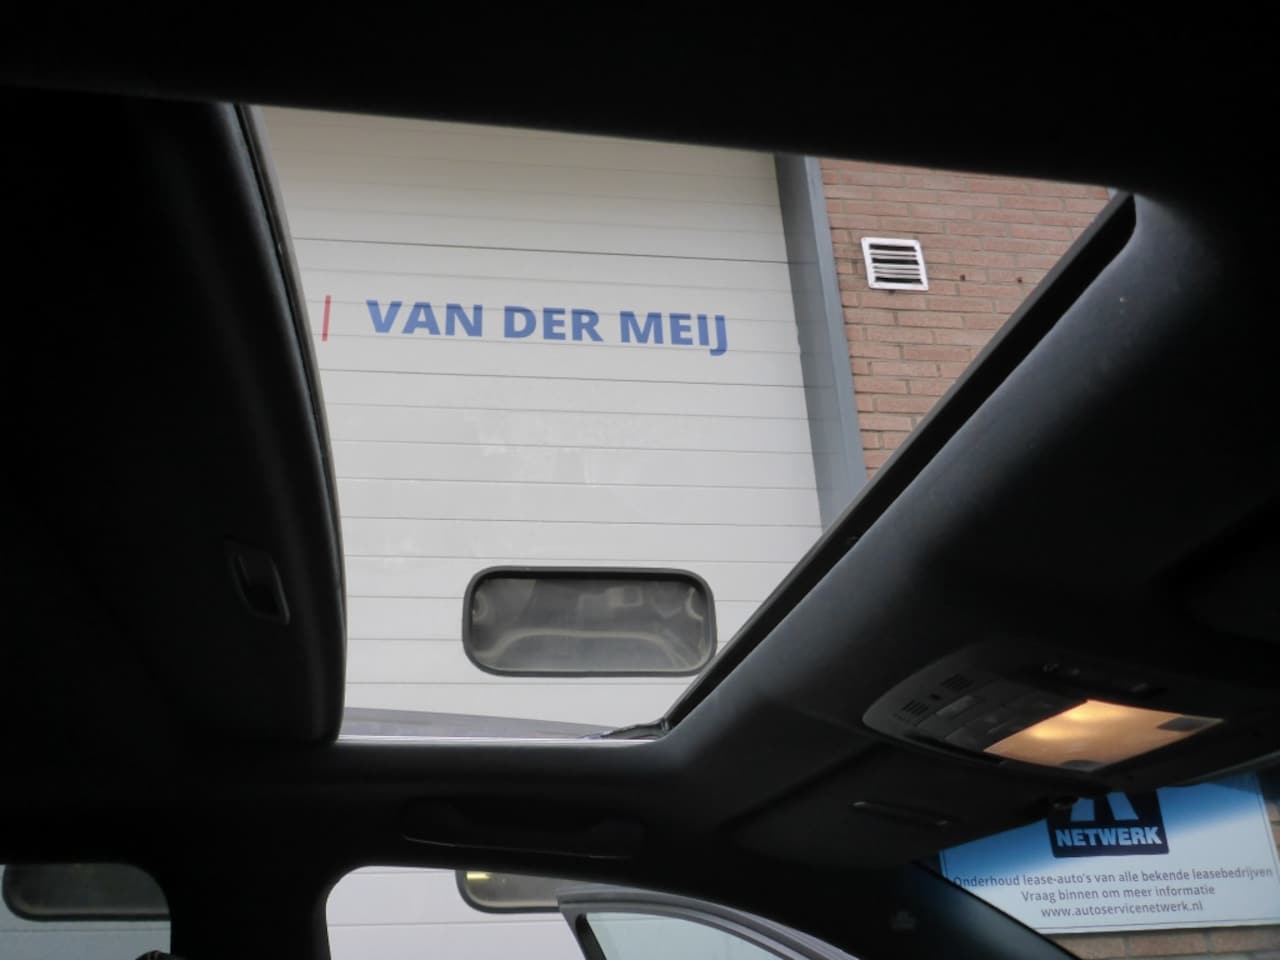 | VAN DER MEIJ
NETWERK
Onderhoud lease-auto's van alle bekende leasebedrijven
Vraag binnen om meer informatie
www.autoservicenetwerk.nl